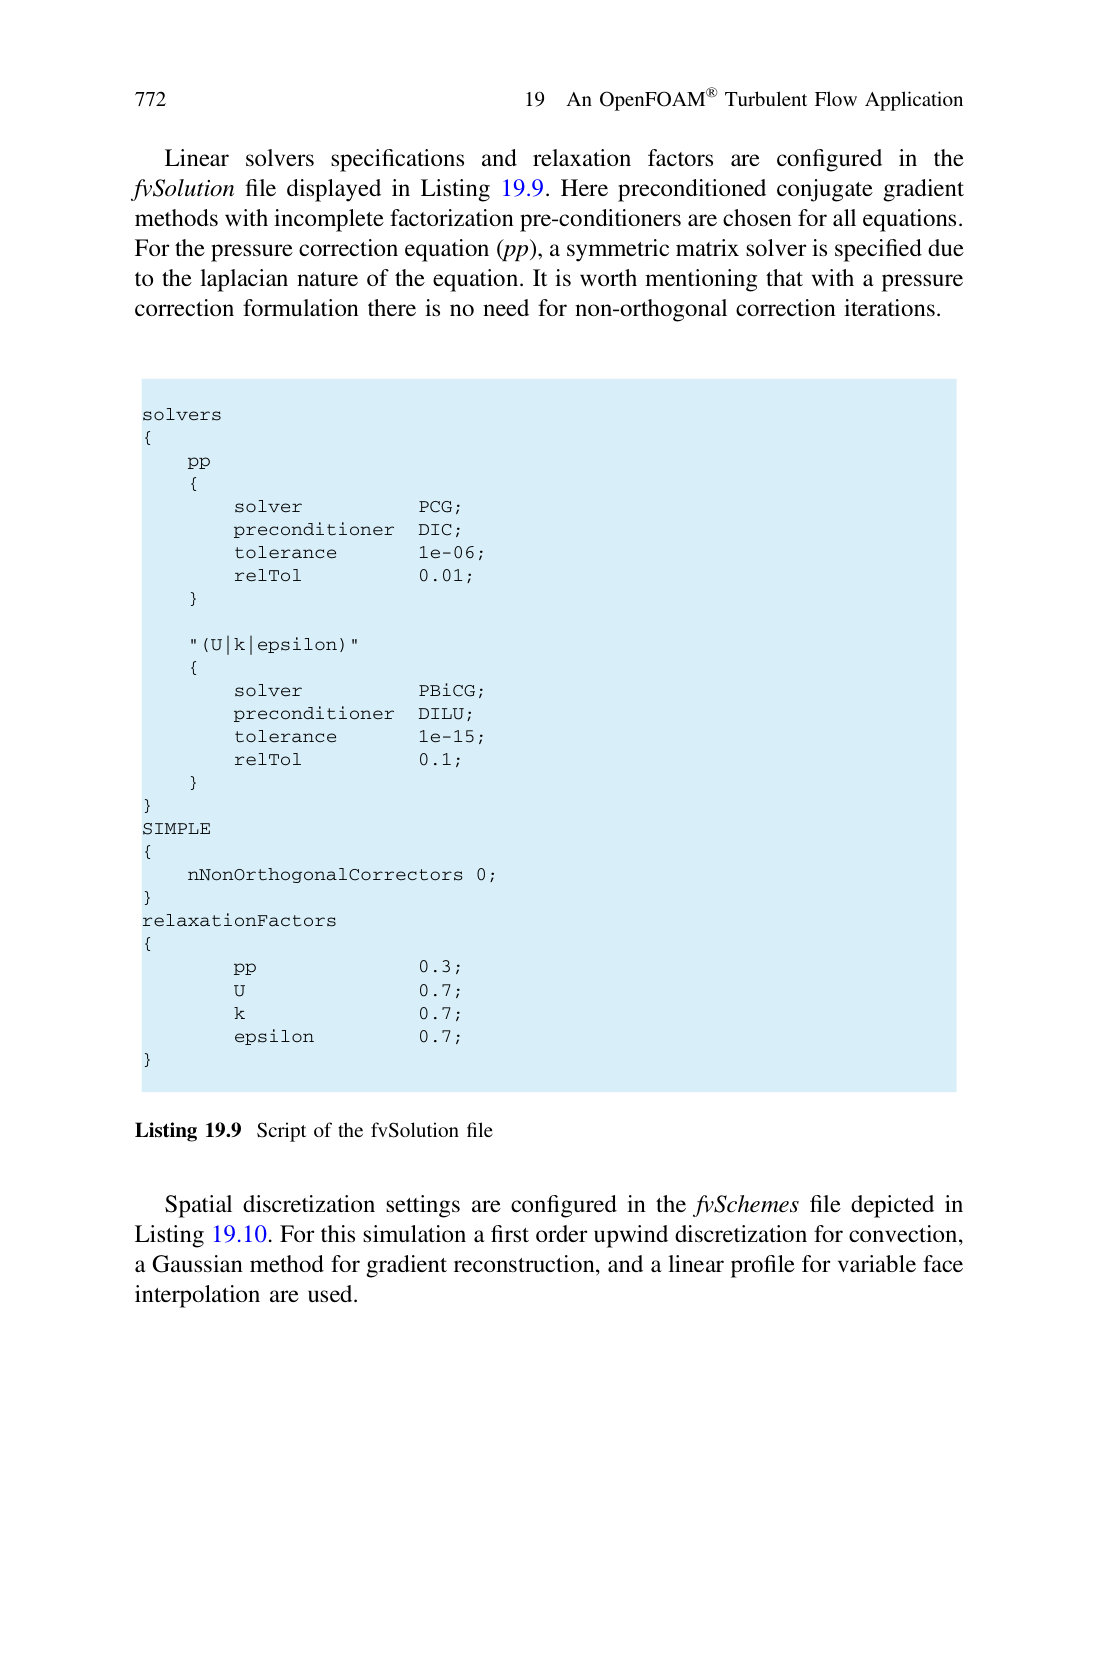 772
19 An OpenFOAM® Turbulent Flow Application
Linear solvers specifications and relaxation factors are configured in the
fvSolution file displayed in Listing 19.9. Here preconditioned conjugate gradient
methods with incomplete factorization pre-conditioners are chosen for all equations.
For the pressure correction equation (pp), a symmetric matrix solver is specified due
to the laplacian nature of the equation. It is worth mentioning that with a pressure
correction formulation there is no need for non-orthogonal correction iterations.
solvers
{
    pp
    {
        solver          PCG;
        preconditioner  DIC;
        tolerance       1e-06;
        relTol          0.01;
    }
    "(U|k|epsilon)"
    {
        solver          PBiCG;
        preconditioner  DILU;
        tolerance       1e-15;
        relTol          0.1;
    }
}
SIMPLE
{
    nNonOrthogonalCorrectors 0;
}
relaxationFactors
{
        pp              0.3;
        U               0.7;
        k               0.7;
        epsilon         0.7;
}
Listing 19.9 Script of the fvSolution file
Spatial discretization settings are configured in the fvSchemes file depicted in
Listing 19.10. For this simulation a first order upwind discretization for convection,
a Gaussian method for gradient reconstruction, and a linear profile for variable face
interpolation are used.